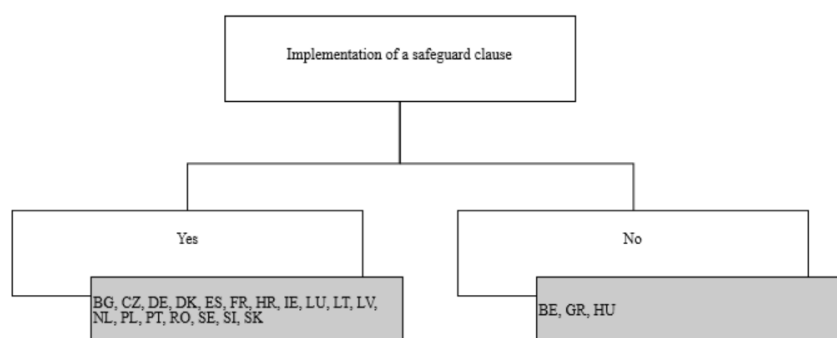 Implementation of a safeguard clause
Yes
No
BG, CZ, DE, DK, ES, FR, HR, IE, LU, LT, LV,
NL, PL, PT, RO, SE, SI, SK
BE, GR, HU